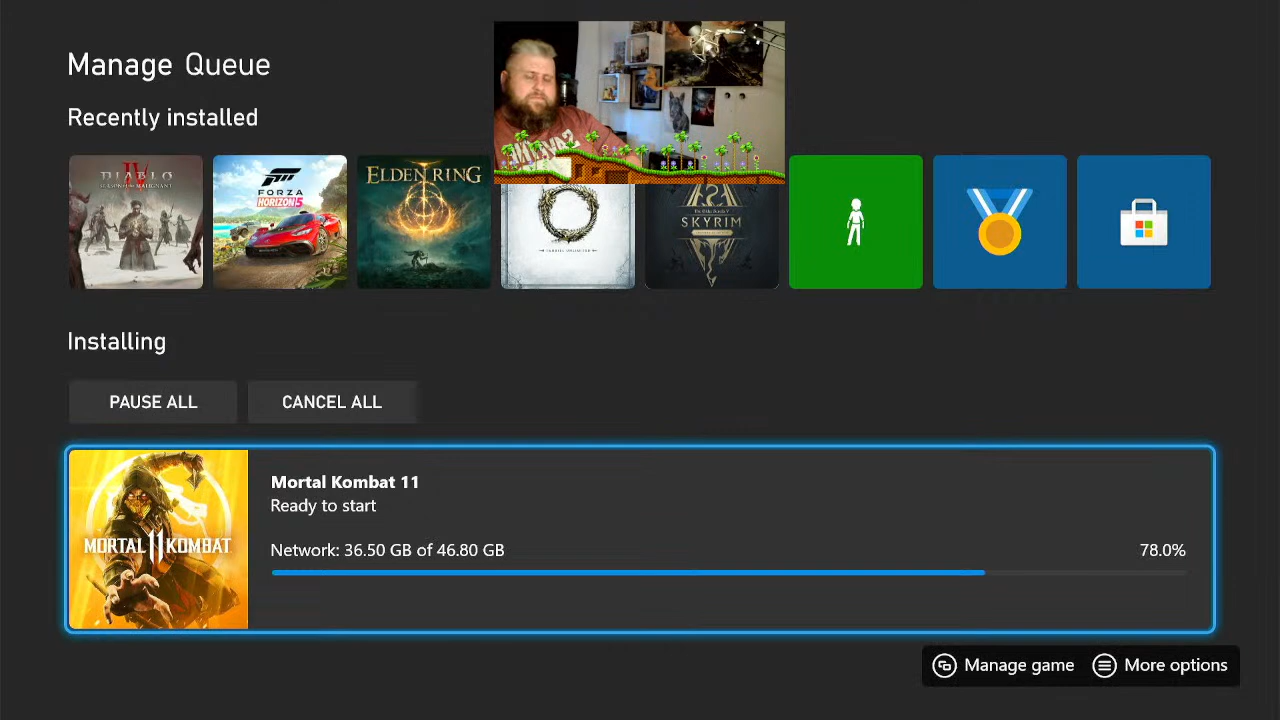 Manage Queue
Recently installed
DIABLO
IV
FORZA
HORIZON 5
ELDEN RING
SKYRIM
Installing
PAUSE ALL
CANCEL ALL
MORTAL KOMBAT
11
Mortal Kombat 11
Ready to start
Network: 36.50 GB of 46.80 GB
78.0%
Manage game
More options